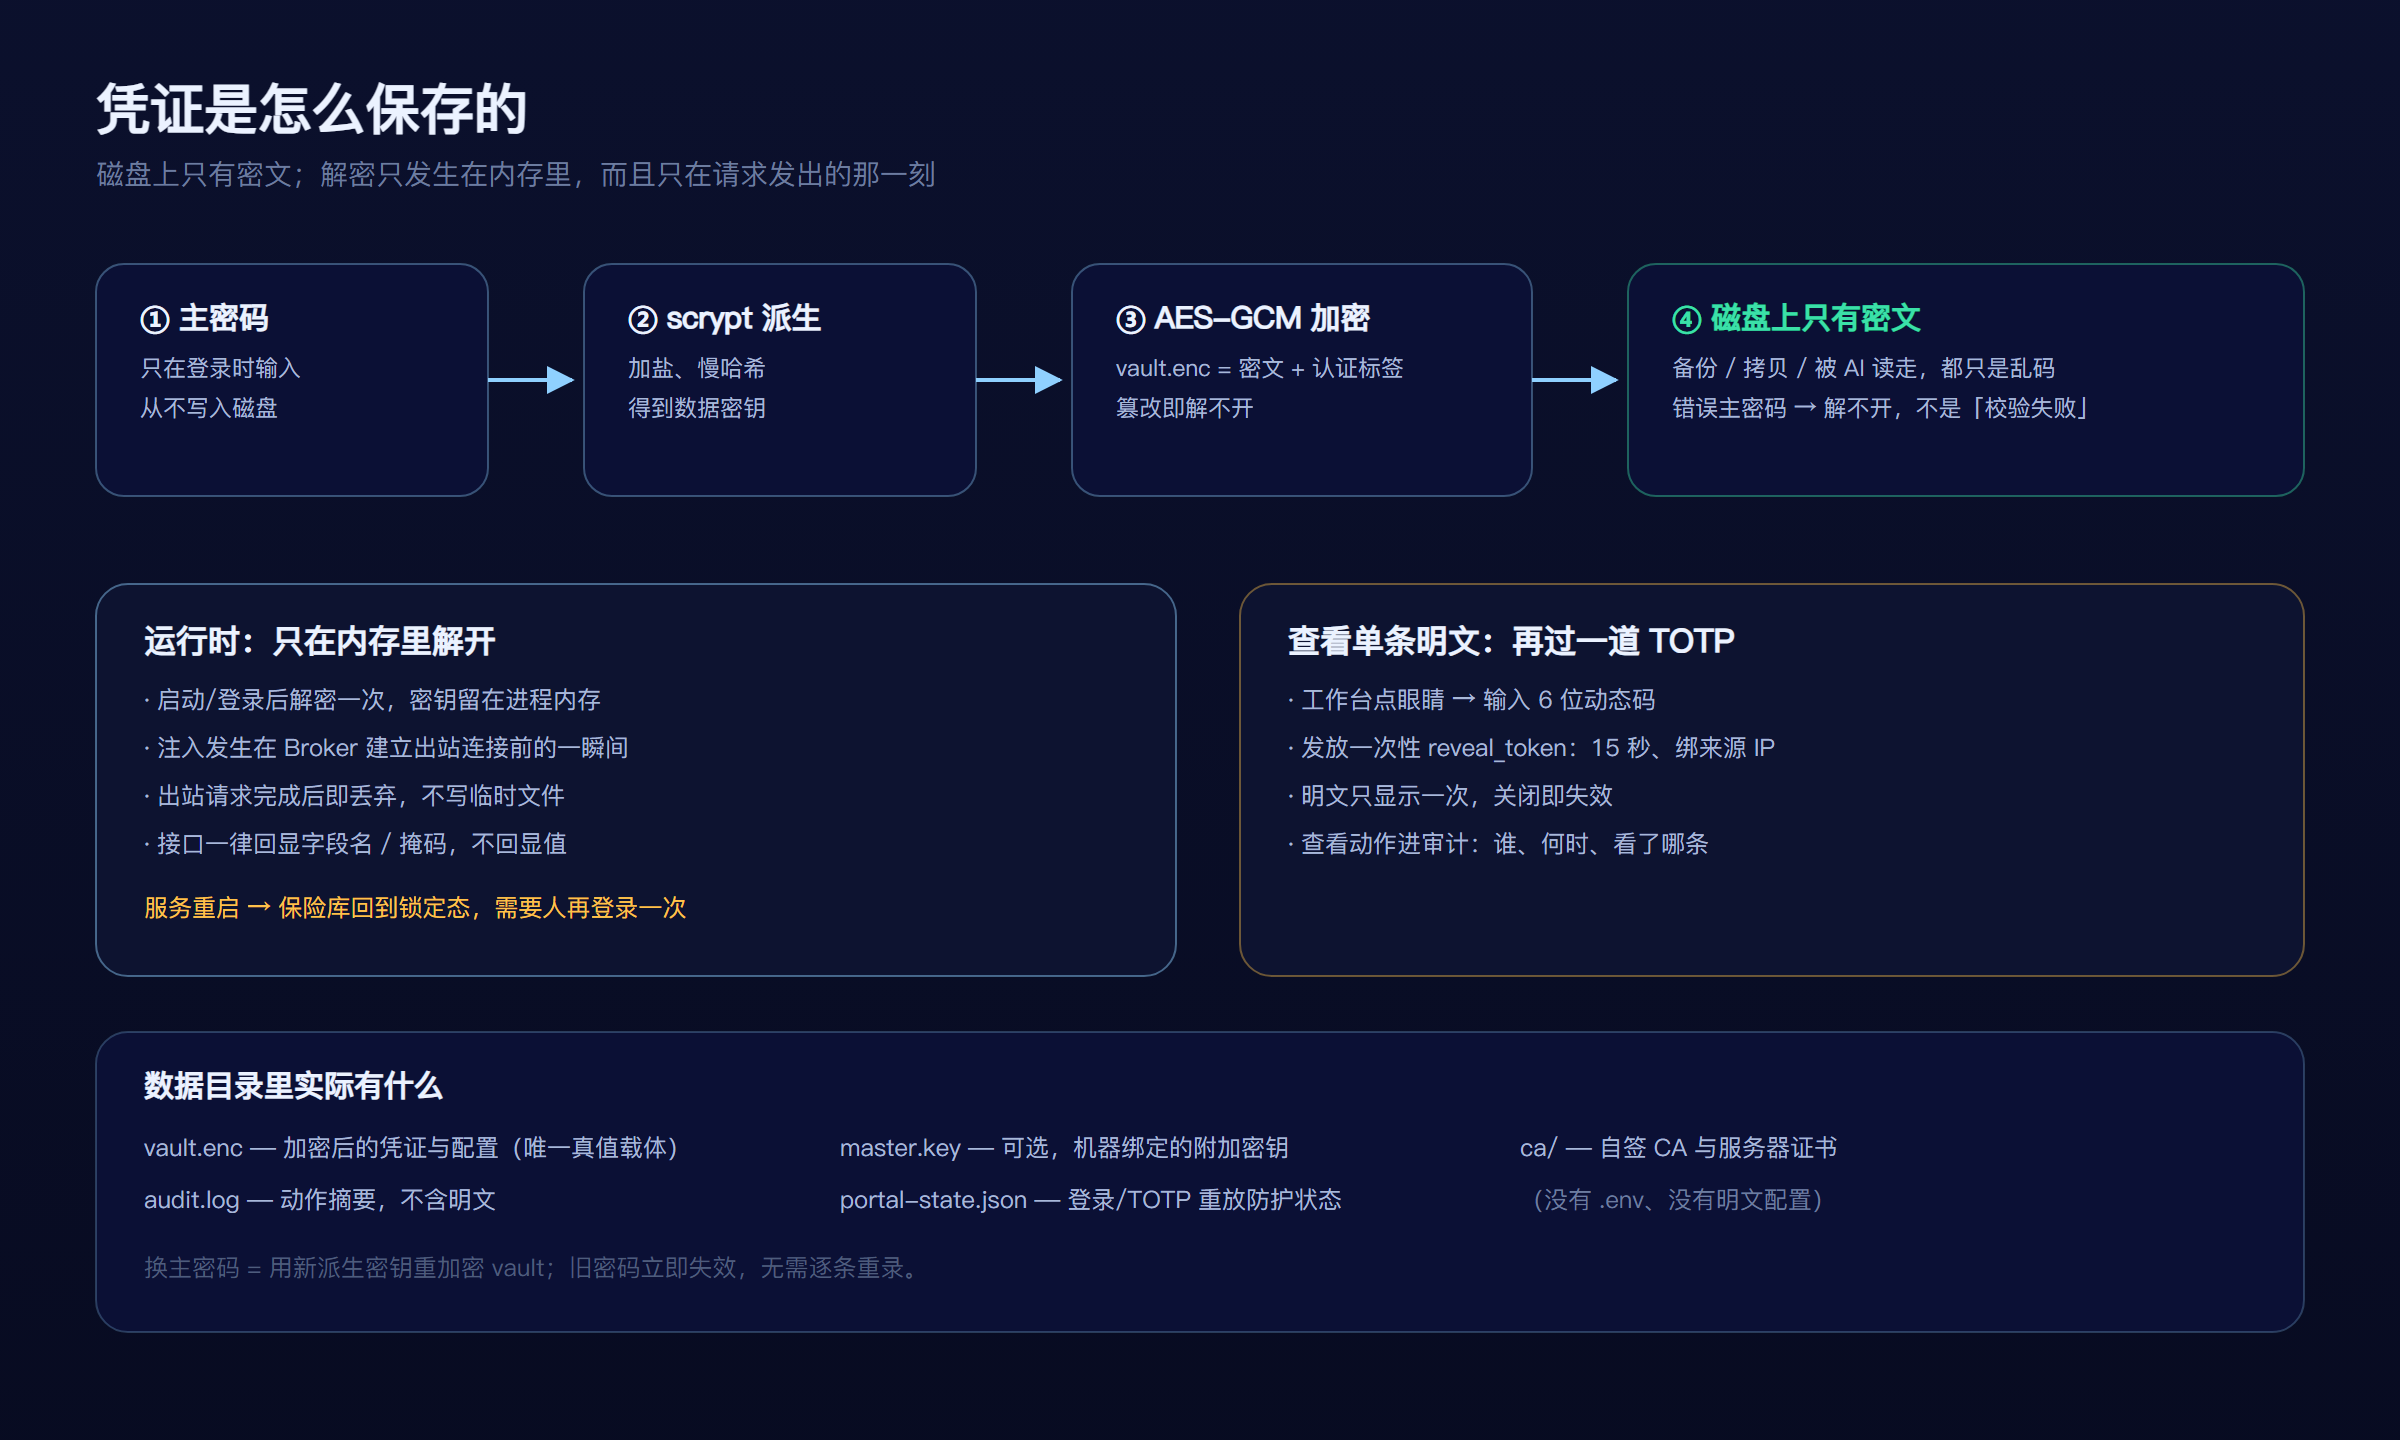 凭证是怎么保存的
磁盘上只有密文；解密只发生在内存里，而且只在请求发出的那一刻
① 主密码
只在登录时输入
从不写入磁盘
② scrypt 派生
加盐、慢哈希
得到数据密钥
③ AES-GCM 加密
vault.enc = 密文 + 认证标签
篡改即解不开
④ 磁盘上只有密文
备份 / 拷贝 / 被 AI 读走，都只是乱码
错误主密码 → 解不开，不是「校验失败」
运行时：只在内存里解开
· 启动/登录后解密一次，密钥留在进程内存
· 注入发生在 Broker 建立出站连接前的一瞬间
· 出站请求完成后即丢弃，不写临时文件
· 接口一律回显字段名 / 掩码，不回显值
服务重启 → 保险库回到锁定态，需要人再登录一次
查看单条明文：再过一道 TOTP
· 工作台点眼睛 → 输入 6 位动态码
· 发放一次性 reveal_token：15 秒、绑来源 IP
· 明文只显示一次，关闭即失效
· 查看动作进审计：谁、何时、看了哪条
数据目录里实际有什么
vault.enc — 加密后的凭证与配置（唯一真值载体）
master.key — 可选，机器绑定的附加密钥
ca/ — 自签 CA 与服务器证书
audit.log — 动作摘要，不含明文
portal-state.json — 登录/TOTP 重放防护状态
（没有 .env、没有明文配置）
换主密码 = 用新派生密钥重加密 vault；旧密码立即失效，无需逐条重录。